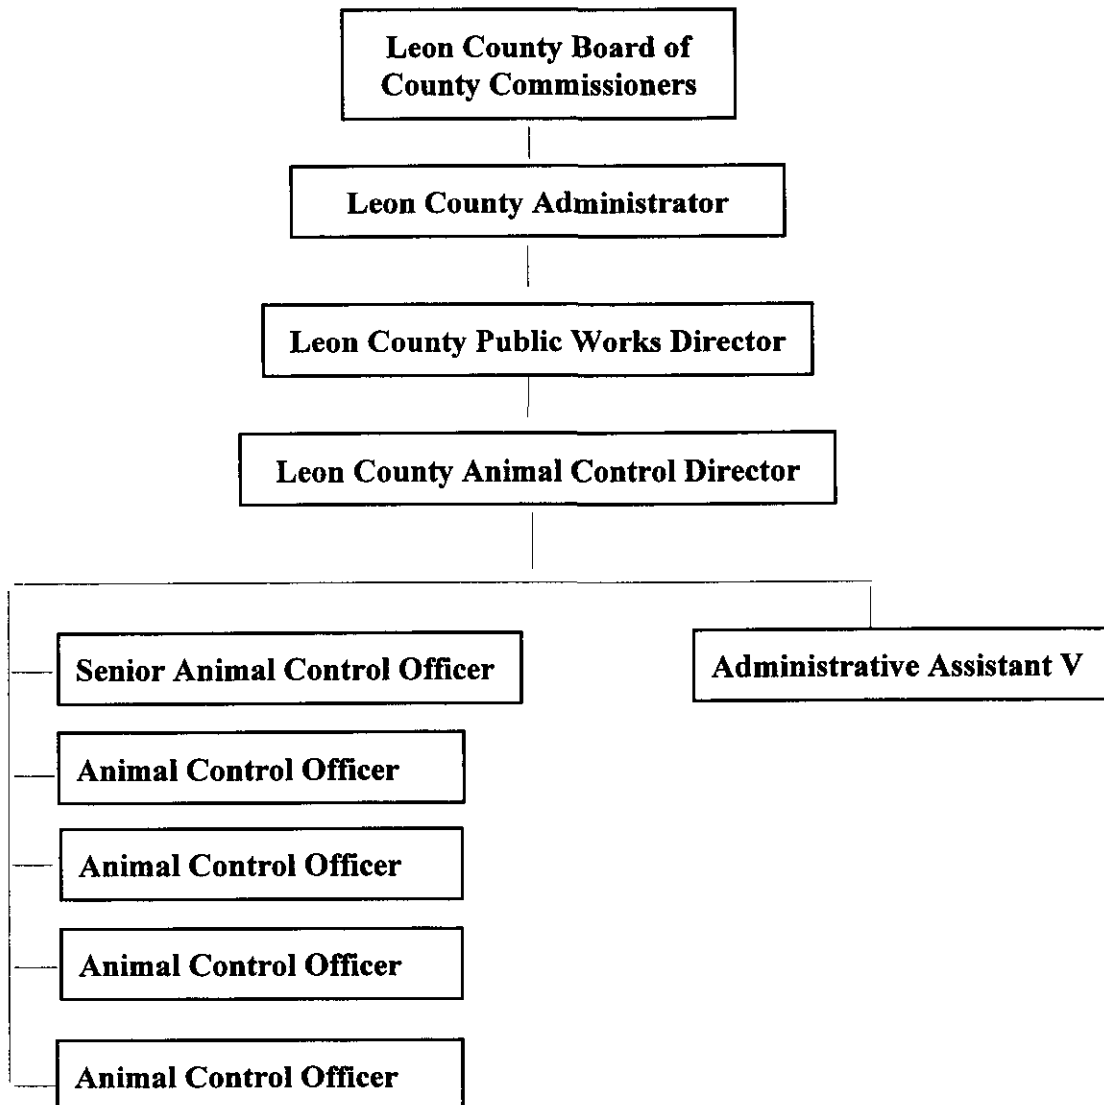 Leon County Board of
County Commissioners
Leon County Administrator
Leon County Public Works Director
Leon County Animal Control Director
Senior Animal Control Officer
Administrative Assistant V
Animal Control Officer
Animal Control Officer
Animal Control Officer
Animal Control Officer